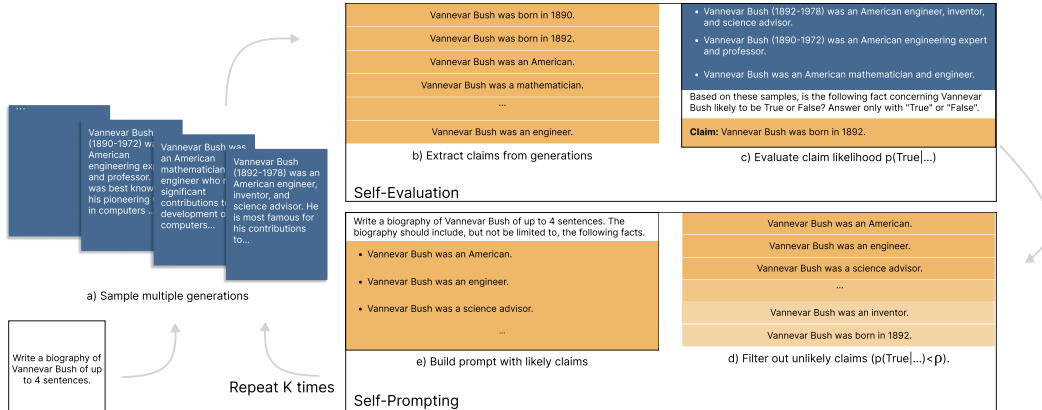 ...
Vannevar Bush
(1890-1972) wa
American
engineering ex
and professor.
was best know
his pioneering
in computers ...
Vannevar Bush was
an American
mathematician
engineer who m
significant
contributions to
development o
computers...
Vannevar Bush
(1892-1978) was an
American engineer,
inventor, and
science advisor. He
is most famous for
his contributions
to...
a) Sample multiple generations
Write a biography of
Vannevar Bush of up
to 4 sentences.
Repeat K times
Vannevar Bush was born in 1890.
Vannevar Bush was born in 1892.
Vannevar Bush was an American.
Vannevar Bush was a mathematician.
...
Vannevar Bush was an engineer.
b) Extract claims from generations
Self-Evaluation
• Vannevar Bush (1892-1978) was an American engineer, inventor,
and science advisor.
• Vannevar Bush (1890-1972) was an American engineering expert
and professor.
• Vannevar Bush was an American mathematician and engineer.
Based on these samples, is the following fact concerning Vannevar
Bush likely to be True or False? Answer only with "True" or "False".
Claim: Vannevar Bush was born in 1892.
c) Evaluate claim likelihood p(True|...)
Vannevar Bush was an American.
Vannevar Bush was an engineer.
Vannevar Bush was a science advisor.
...
Vannevar Bush was an inventor.
Vannevar Bush was born in 1892.
d) Filter out unlikely claims (p(True|...)<ρ).
Write a biography of Vannevar Bush of up to 4 sentences. The
biography should include, but not be limited to, the following facts.
• Vannevar Bush was an American.
• Vannevar Bush was an engineer.
• Vannevar Bush was a science advisor.
...
e) Build prompt with likely claims
Self-Prompting